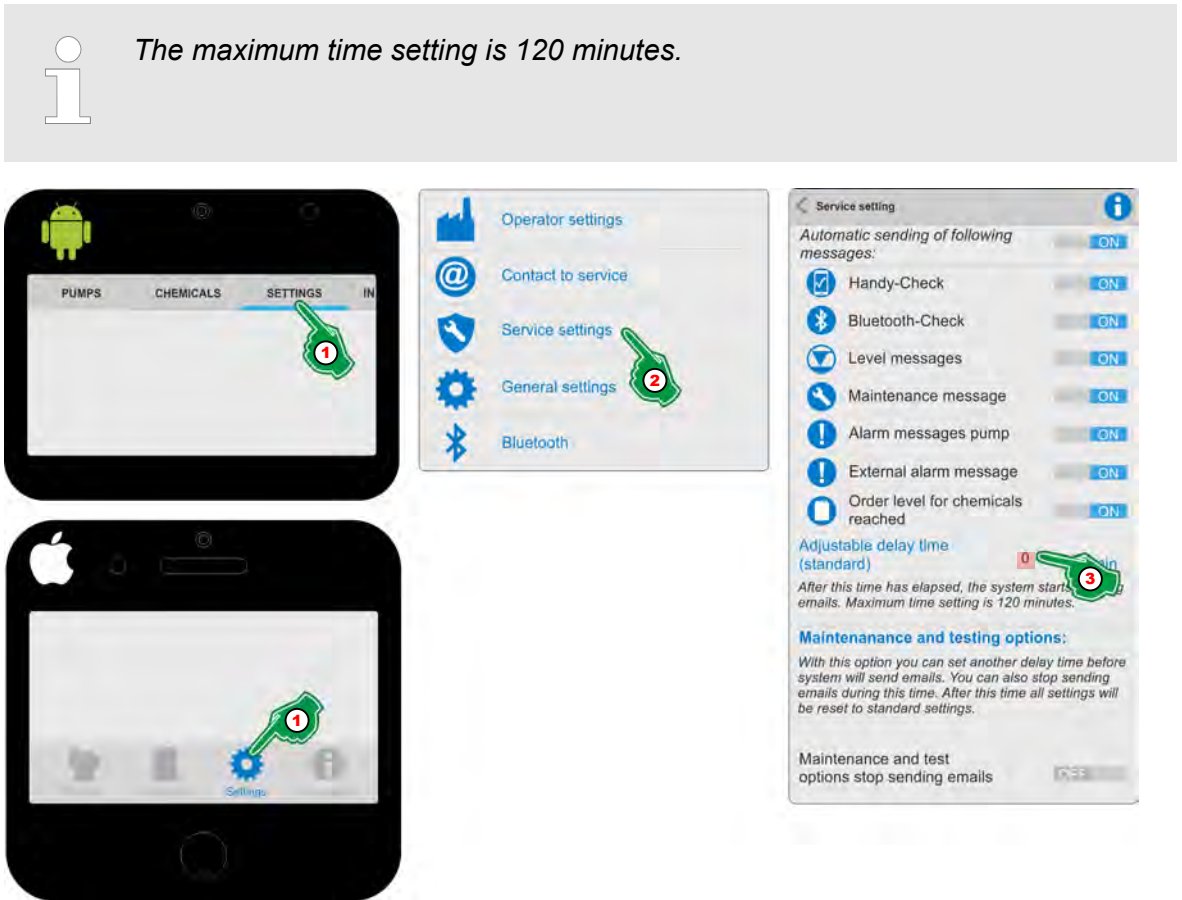 The maximum time setting is 120 minutes.
PUMPS CHEMICALS SETTINGS IN
1
Operator settings
Contact to service
Service settings
2
General settings
Bluetooth
Service setting
Automatic sending of following ON
messages:
Handy-Check ON
Bluetooth-Check ON
Level messages ON
Maintenance message ON
Alarm messages pump ON
External alarm message ON
Order level for chemicals ON
reached
Adjustable delay time
(standard) 0
3
After this time has elapsed, the system
emails. Maximum time setting is 120 minutes.
Maintenanance and testing options:
With this option you can set another delay time before
system will send emails. You can also stop sending
emails during this time. After this time all settings will
be reset to standard settings.
Maintenance and test
options stop sending emails OFF
1
Settings